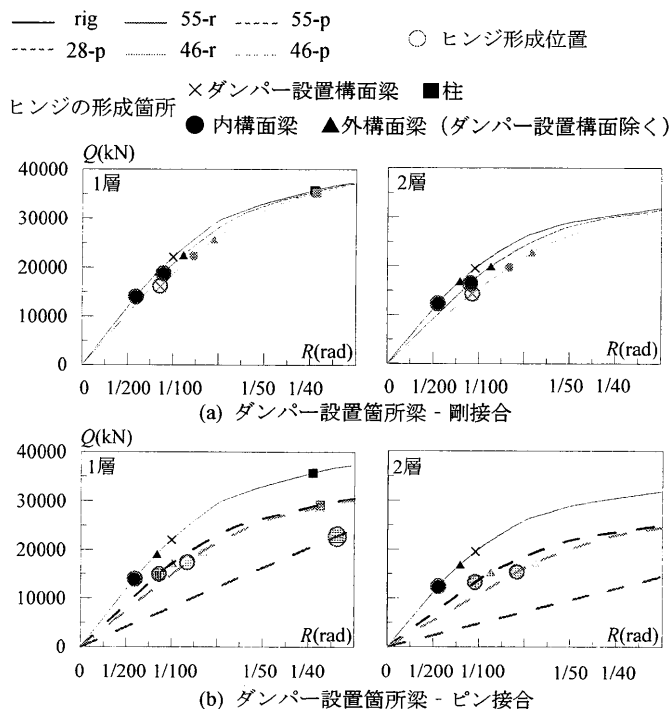 rig 55-r 55-p ヒンジ形成位置
28-p 46-r 46-p
ヒンジの形成箇所 ×ダンパー設置構面梁 ■柱
●内構面梁 ▲外構面梁（ダンパー設置構面除く）
Q(kN)
40000
30000
20000
10000
0
1層
R(rad)
0 1/200 1/100 1/50 1/40
2層
R(rad)
0 1/200 1/100 1/50 1/40
(a) ダンパー設置箇所梁 - 剛接合
Q(kN)
40000
30000
20000
10000
0
1層
R(rad)
0 1/200 1/100 1/50 1/40
2層
R(rad)
0 1/200 1/100 1/50 1/40
(b) ダンパー設置箇所梁 - ピン接合